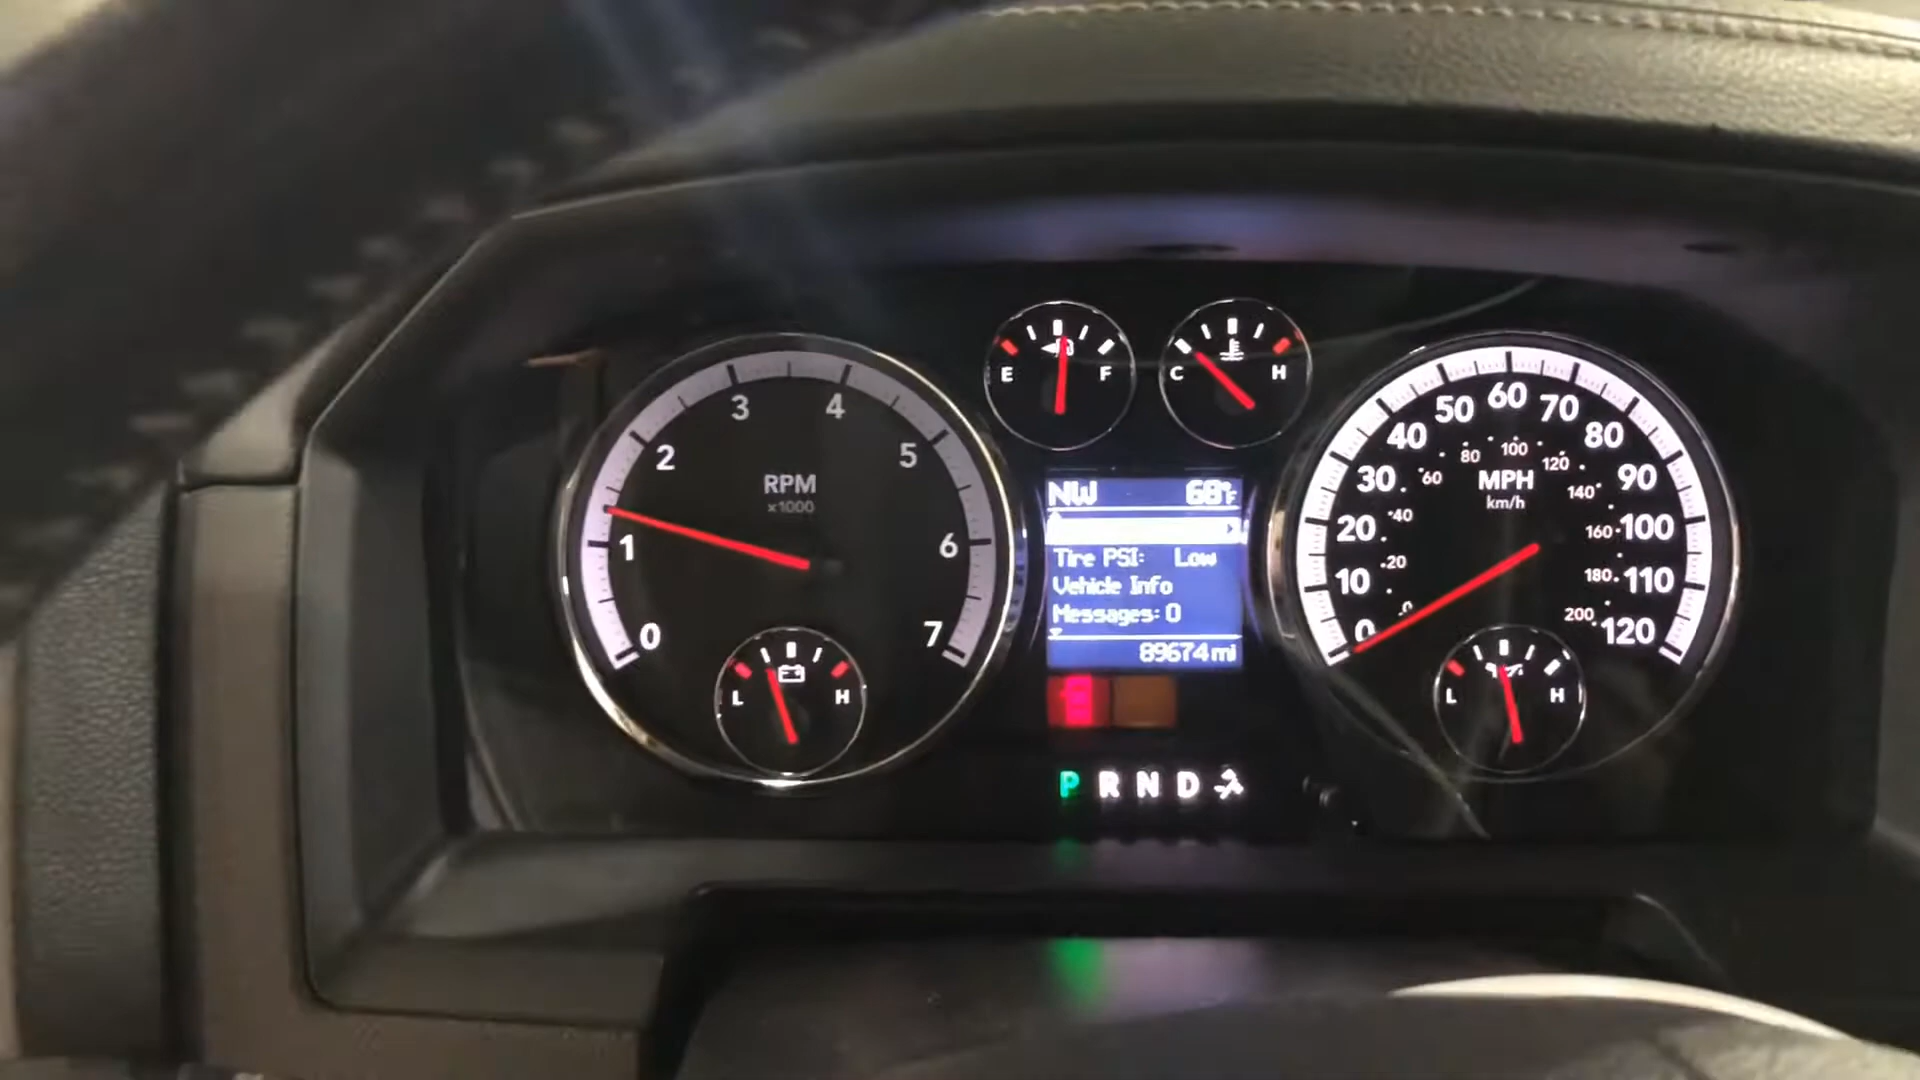 E F
C H
3 4
2 5
RPM
x1000
1 6
0 7
L H
NW 68°F
Tire PSI: Low
Vehicle Info
Messages: 0
89674 mi
P R N D
0 10 20 30 40 50 60 70 80 90 100 110 120
0 20 40 60 80 100 120 140 160 180 200
MPH
km/h
L H